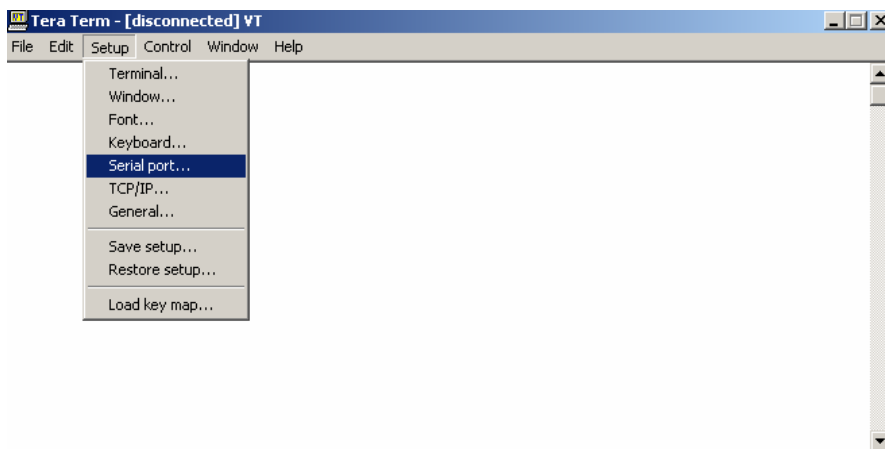 Tera Term - [disconnected] VT
File Edit Setup Control Window Help
Terminal...
Window...
Font...
Keyboard...
Serial port...
TCP/IP...
General...
Save setup...
Restore setup...
Load key map...